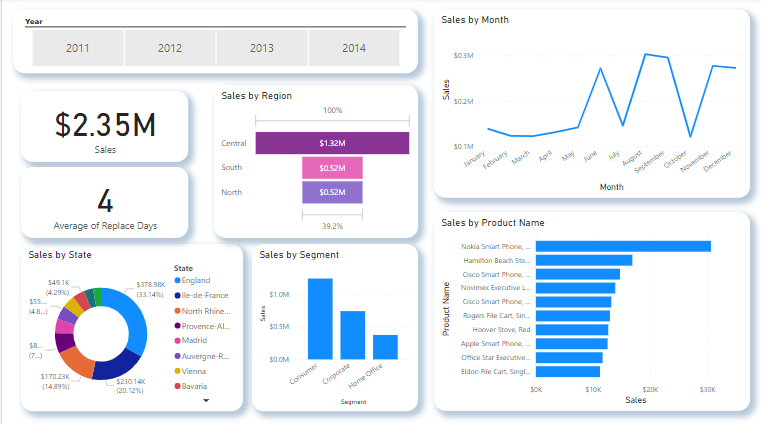 Year
2011 2012 2013 2014
$2.35M
Sales
4
Average of Replace Days
Sales by Region
100%
Central $1.32M
South $0.52M
North $0.52M
39.2%
Sales by Month
$0.3M
$0.2M
$0.1M
Sales
January February March April May June July August September October November December
Month
Sales by State
$378.98K
(33.14%)
$230.14K
(20.12%)
$170.23K
(14.89%)
$8...
(7...)
$55...
(4.8...)
$49.1K
(4.29%)
State
England
Ile-de-France
North Rhine...
Provence-Al...
Madrid
Auvergne-R...
Vienna
Bavaria
Sales by Segment
$1.0M
$0.5M
$0.0M
Sales
Consumer Corporate Home Office
Segment
Sales by Product Name
Product Name
Nokia Smart Phone, ...
Hamilton Beach Sto...
Cisco Smart Phone, ...
Novimex Executive L...
Cisco Smart Phone, ...
Rogers File Cart, Sin...
Hoover Stove, Red
Apple Smart Phone, ...
Office Star Executive...
Eldon File Cart, Singl...
$0K $10K $20K $30K
Sales